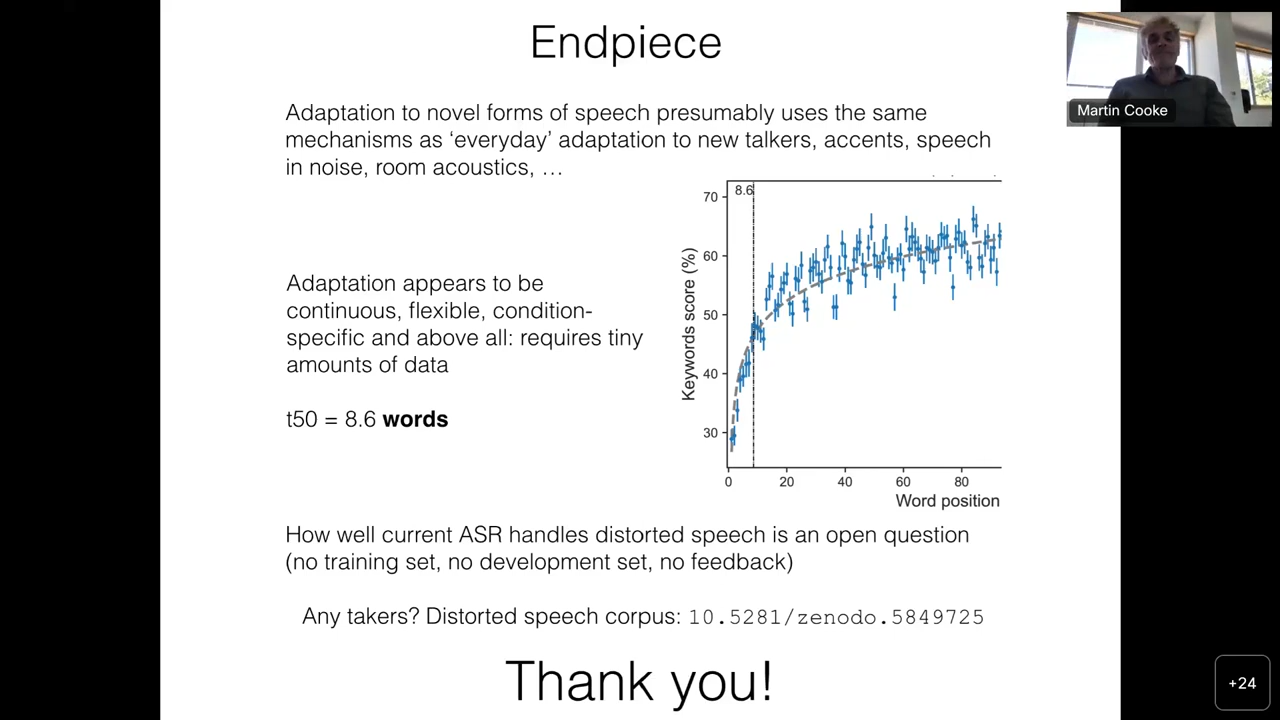 Endpiece
Martin Cooke
Adaptation to novel forms of speech presumably uses the same
mechanisms as ‘everyday’ adaptation to new talkers, accents, speech
in noise, room acoustics, …
Adaptation appears to be
continuous, flexible, condition-
specific and above all: requires tiny
amounts of data
t50 = 8.6 words
8.6
Keywords score (%)
70
60
50
40
30
0 20 40 60 80
Word position
How well current ASR handles distorted speech is an open question
(no training set, no development set, no feedback)
Any takers? Distorted speech corpus: 10.5281/zenodo.5849725
Thank you!
+24